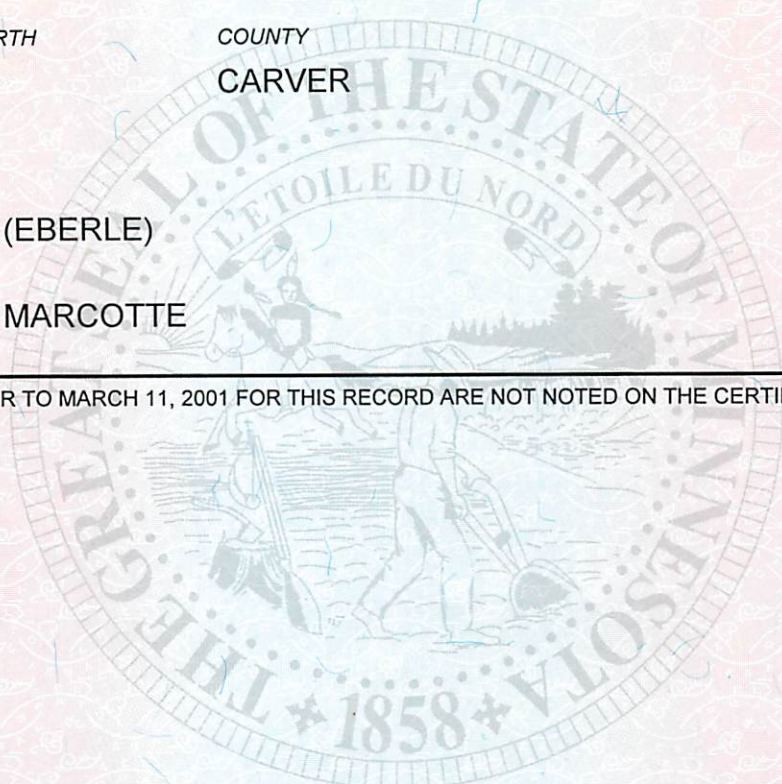 RTH COUNTY
CARVER
(EBERLE)
MARCOTTE
R TO MARCH 11, 2001 FOR THIS RECORD ARE NOT NOTED ON THE CERTI
THE GREAT SEAL OF THE STATE OF MINNESOTA
L'ETOILE DU NORD
1858